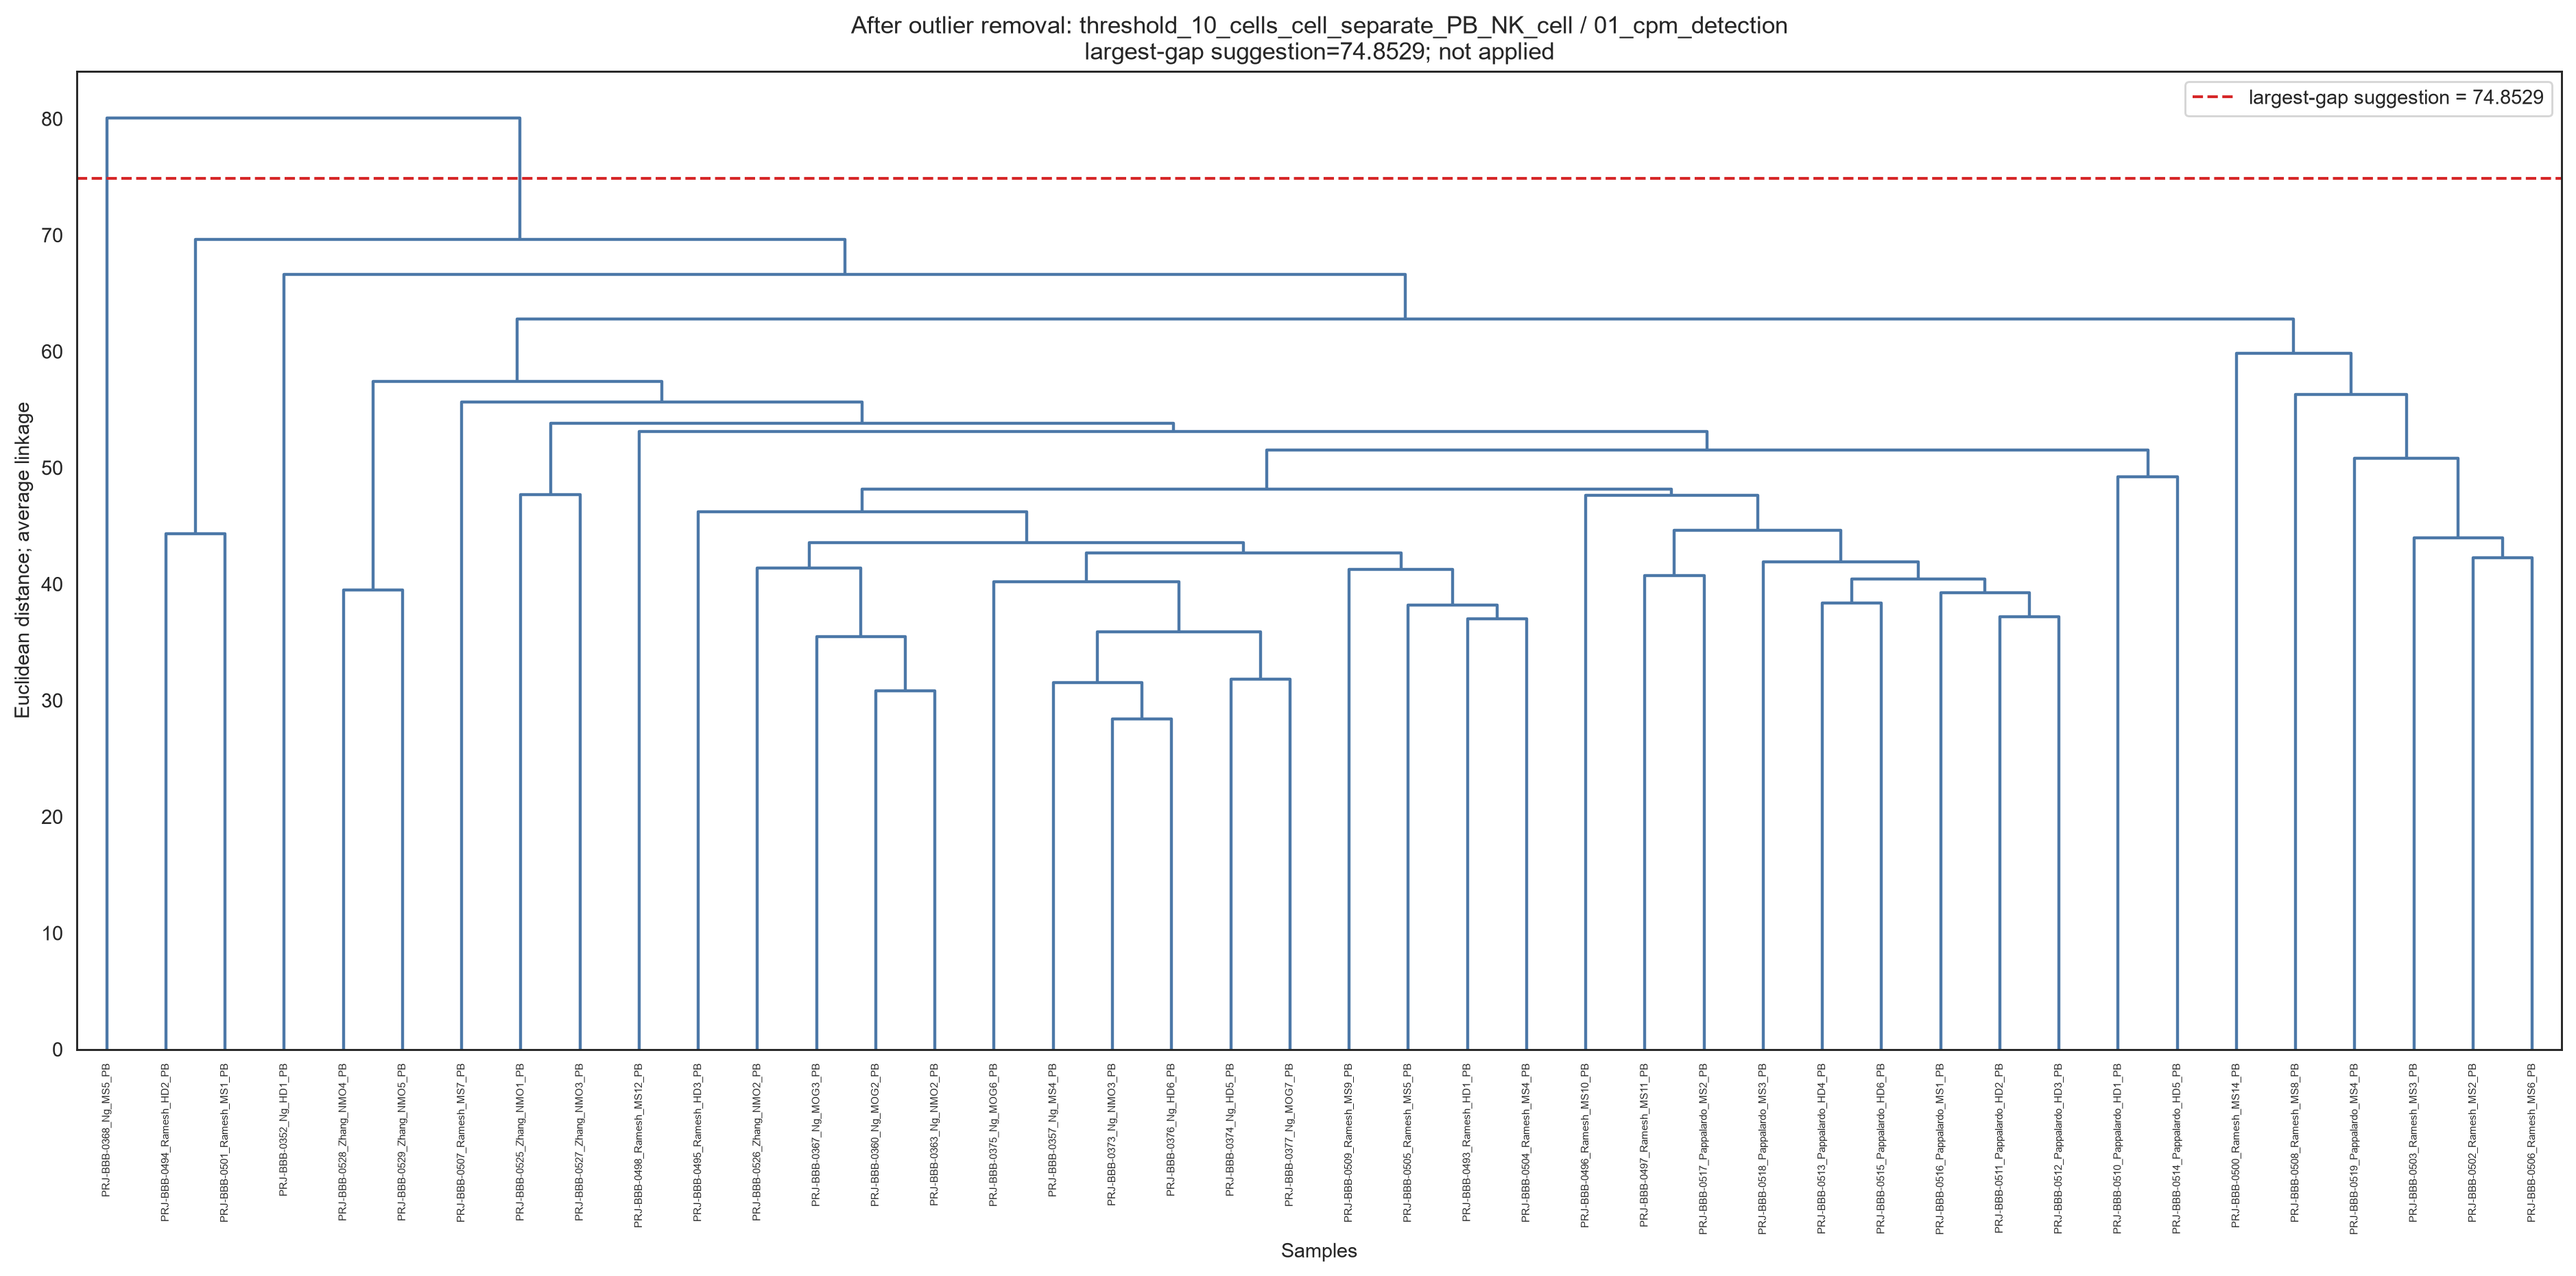 After outlier removal: threshold_10_cells_cell_separate_PB_NK_cell / 01_cpm_detection
largest-gap suggestion=74.8529; not applied
largest-gap suggestion = 74.8529
Euclidean distance; average linkage
80
70
60
50
40
30
20
10
0
PRJ-BBB-0368_Ng_MS5_PB
PRJ-BBB-0494_Ramesh_HD2_PB
PRJ-BBB-0501_Ramesh_MS1_PB
PRJ-BBB-0352_Ng_HD1_PB
PRJ-BBB-0528_Zhang_NMO4_PB
PRJ-BBB-0529_Zhang_NMO5_PB
PRJ-BBB-0507_Ramesh_MS7_PB
PRJ-BBB-0525_Zhang_NMO1_PB
PRJ-BBB-0527_Zhang_NMO3_PB
PRJ-BBB-0498_Ramesh_MS12_PB
PRJ-BBB-0495_Ramesh_HD3_PB
PRJ-BBB-0526_Zhang_NMO2_PB
PRJ-BBB-0367_Ng_MOG3_PB
PRJ-BBB-0360_Ng_MOG2_PB
PRJ-BBB-0363_Ng_NMO2_PB
PRJ-BBB-0375_Ng_MOG6_PB
PRJ-BBB-0357_Ng_MS4_PB
PRJ-BBB-0373_Ng_NMO3_PB
PRJ-BBB-0376_Ng_HD6_PB
PRJ-BBB-0374_Ng_HD5_PB
PRJ-BBB-0377_Ng_MOG7_PB
PRJ-BBB-0509_Ramesh_MS9_PB
PRJ-BBB-0505_Ramesh_MS5_PB
PRJ-BBB-0493_Ramesh_HD1_PB
PRJ-BBB-0504_Ramesh_MS4_PB
PRJ-BBB-0496_Ramesh_MS10_PB
PRJ-BBB-0497_Ramesh_MS11_PB
PRJ-BBB-0517_Pappalardo_MS2_PB
PRJ-BBB-0518_Pappalardo_MS3_PB
PRJ-BBB-0513_Pappalardo_HD4_PB
PRJ-BBB-0515_Pappalardo_HD6_PB
PRJ-BBB-0516_Pappalardo_MS1_PB
PRJ-BBB-0511_Pappalardo_HD2_PB
PRJ-BBB-0512_Pappalardo_HD3_PB
PRJ-BBB-0510_Pappalardo_HD1_PB
PRJ-BBB-0514_Pappalardo_HD5_PB
PRJ-BBB-0500_Ramesh_MS14_PB
PRJ-BBB-0508_Ramesh_MS8_PB
PRJ-BBB-0519_Pappalardo_MS4_PB
PRJ-BBB-0503_Ramesh_MS3_PB
PRJ-BBB-0502_Ramesh_MS2_PB
PRJ-BBB-0506_Ramesh_MS6_PB
Samples